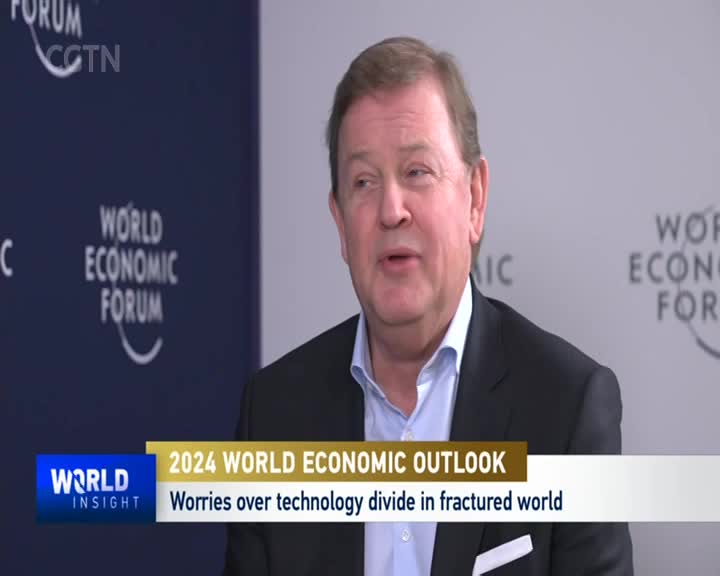 FORUM
CGTN
WORLD
ECONOMIC
FORUM
C
MIC
WOR
ECONO
FOR
2024 WORLD ECONOMIC OUTLOOK
WORLD
INSIGHT
Worries over technology divide in fractured world